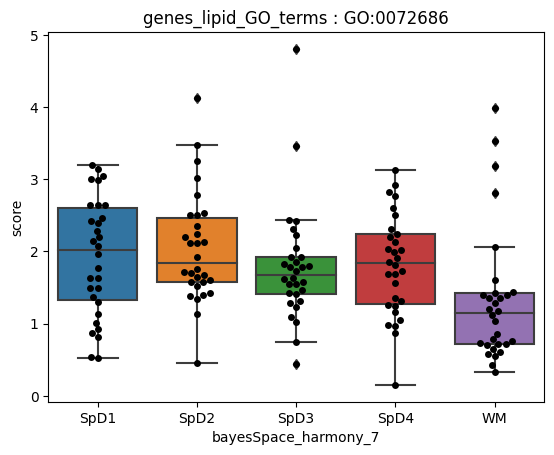 genes_lipid_GO_terms : GO:0072686
5
4
3
2
1
0
score
SpD1 SpD2 SpD3 SpD4 WM
bayesSpace_harmony_7